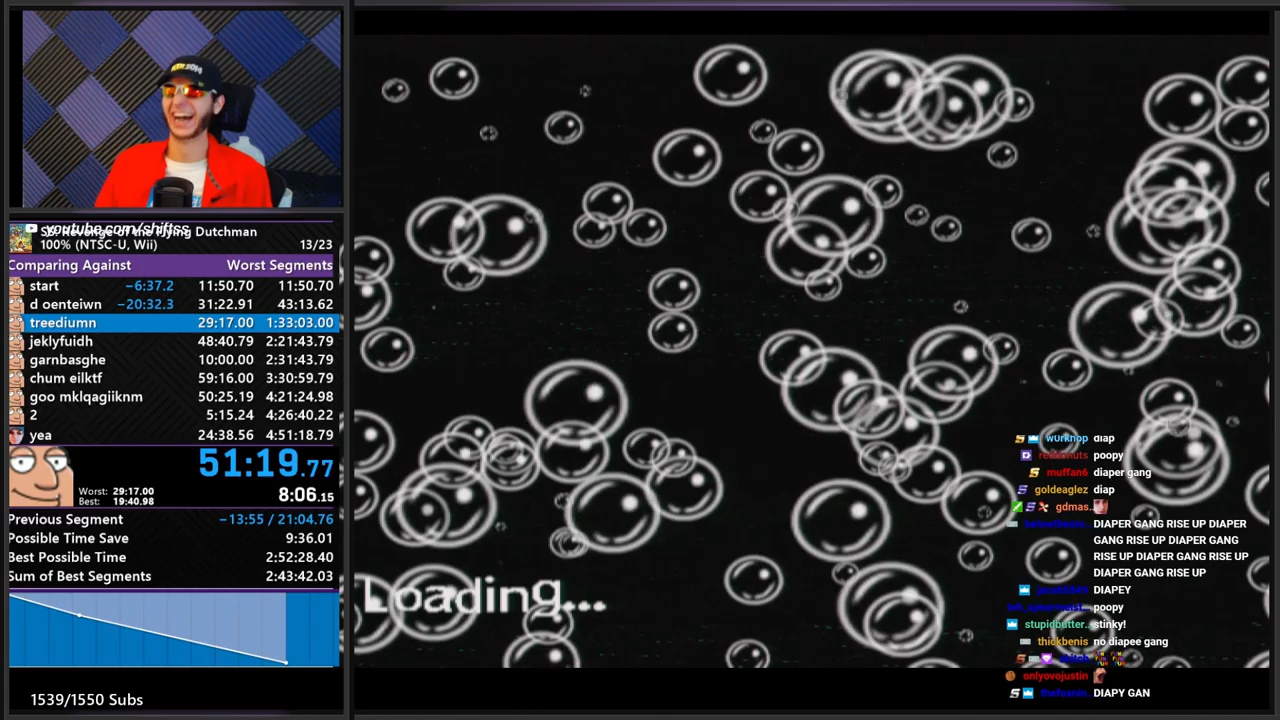 youtube.com/shiftss
SB Revenge of the Flying Dutchman
100% (NTSC-U, Wii) 13/23
Comparing Against Worst Segments
start −6:37.2 11:50.70 11:50.70
d oenteiwn −20:32.3 31:22.91 43:13.62
treediumn 29:17.00 1:33:03.00
jeklyfuidh 48:40.79 2:21:43.79
garnbasghe 10:00.00 2:31:43.79
chum eilktf 59:16.00 3:30:59.79
goo mklqagiiknm 50:25.19 4:21:24.98
2 5:15.24 4:26:40.22
yea 24:38.56 4:51:18.79
51:19.77
Worst: 29:17.00
Best: 19:40.98
8:06.15
Previous Segment −13:55 / 21:04.76
Possible Time Save 9:36.01
Best Possible Time 2:52:28.40
Sum of Best Segments 2:43:42.03
1539/1550 Subs
Loading...
wurkhop diap
poopy
muffan6 diaper gang
goldeaglez diap
gdmas..
DIAPER GANG RISE UP DIAPER
GANG RISE UP DIAPER GANG
RISE UP DIAPER GANG RISE UP
DIAPER GANG RISE UP
DIAPEY
poopy
stupidbutter.. stinky!
thickbenis no diapee gang
onlyovojustin
DIAPY GAN